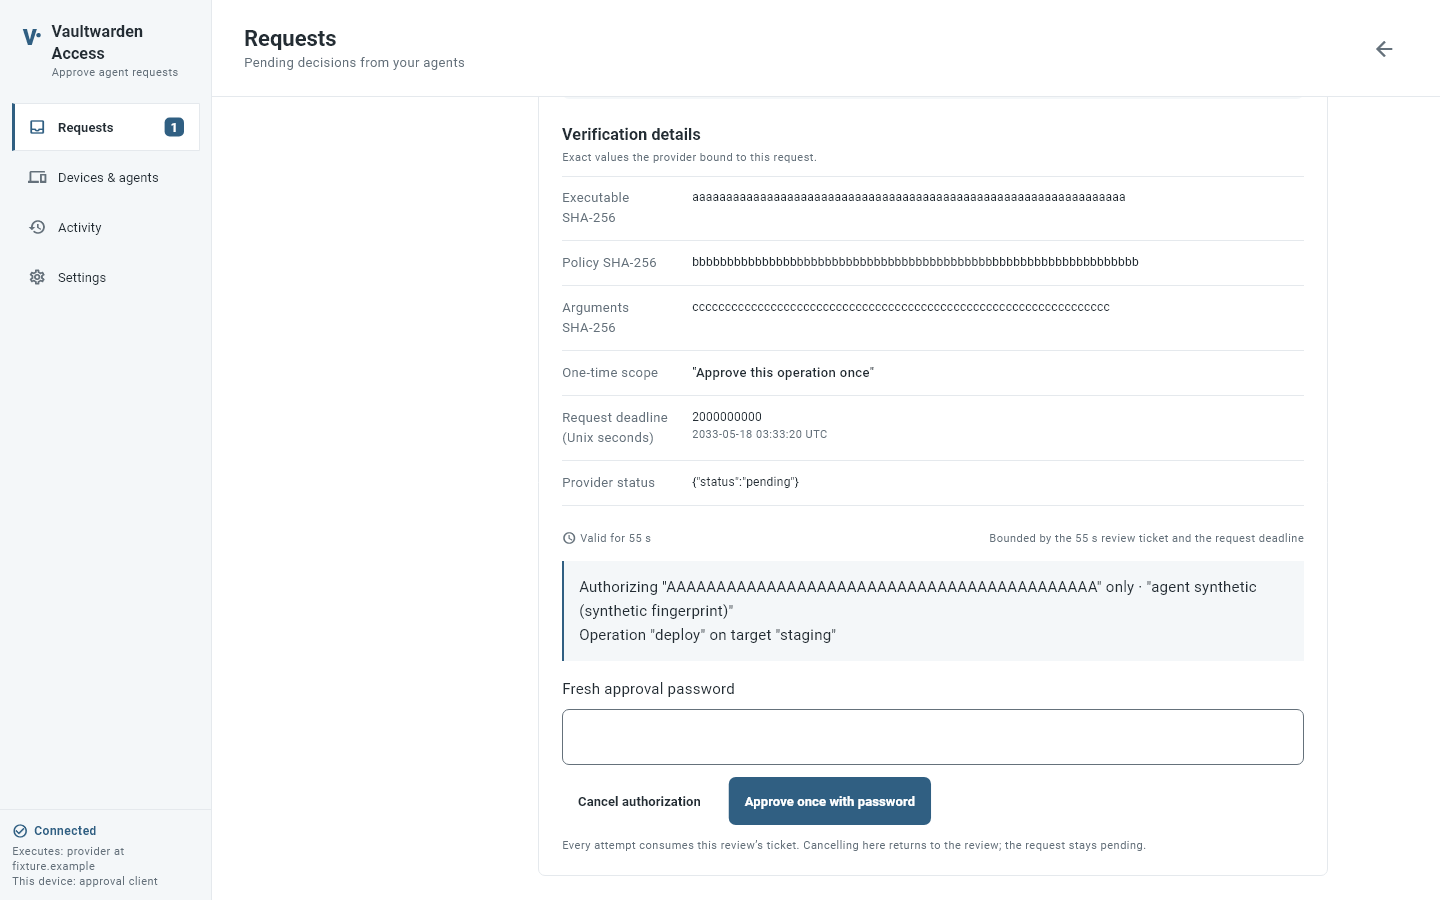 Vaultwarden
Access
Approve agent requests
Requests
1
Devices & agents
Activity
Settings
Connected
Executes: provider at
fixture.example
This device: approval client
Requests
Pending decisions from your agents
Verification details
Exact values the provider bound to this request.
Executable
SHA-256
aaaaaaaaaaaaaaaaaaaaaaaaaaaaaaaaaaaaaaaaaaaaaaaaaaaaaaaaaaaaaaaa
Policy SHA-256
bbbbbbbbbbbbbbbbbbbbbbbbbbbbbbbbbbbbbbbbbbbbbbbbbbbbbbbbbbbbbbbb
Arguments
SHA-256
cccccccccccccccccccccccccccccccccccccccccccccccccccccccccccccccc
One-time scope
"Approve this operation once"
Request deadline
(Unix seconds)
2000000000
2033-05-18 03:33:20 UTC
Provider status
{"status":"pending"}
Valid for 55 s
Bounded by the 55 s review ticket and the request deadline
Authorizing "AAAAAAAAAAAAAAAAAAAAAAAAAAAAAAAAAAAAAAAAAAA" only · "agent synthetic
(synthetic fingerprint)"
Operation "deploy" on target "staging"
Fresh approval password
Cancel authorization
Approve once with password
Every attempt consumes this review's ticket. Cancelling here returns to the review; the request stays pending.